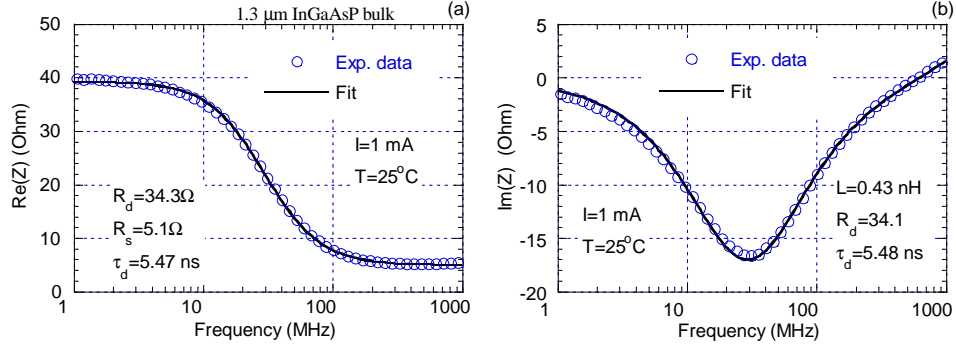 1.3 µm InGaAsP bulk
(a)
50
40
30
20
10
0
Re(Z) (Ohm)
Exp. data
Fit
I=1 mA
T=25°C
R_d=34.3Ω
R_s=5.1Ω
τ_d=5.47 ns
1
10
100
1000
Frequency (MHz)
(b)
0
-5
-10
-15
-20
Im(Z) (Ohm)
Exp. data
Fit
I=1 mA
T=25°C
L=0.43 nH
R_d=34.1
τ_d=5.48 ns
1
10
100
1000
Frequency (MHz)